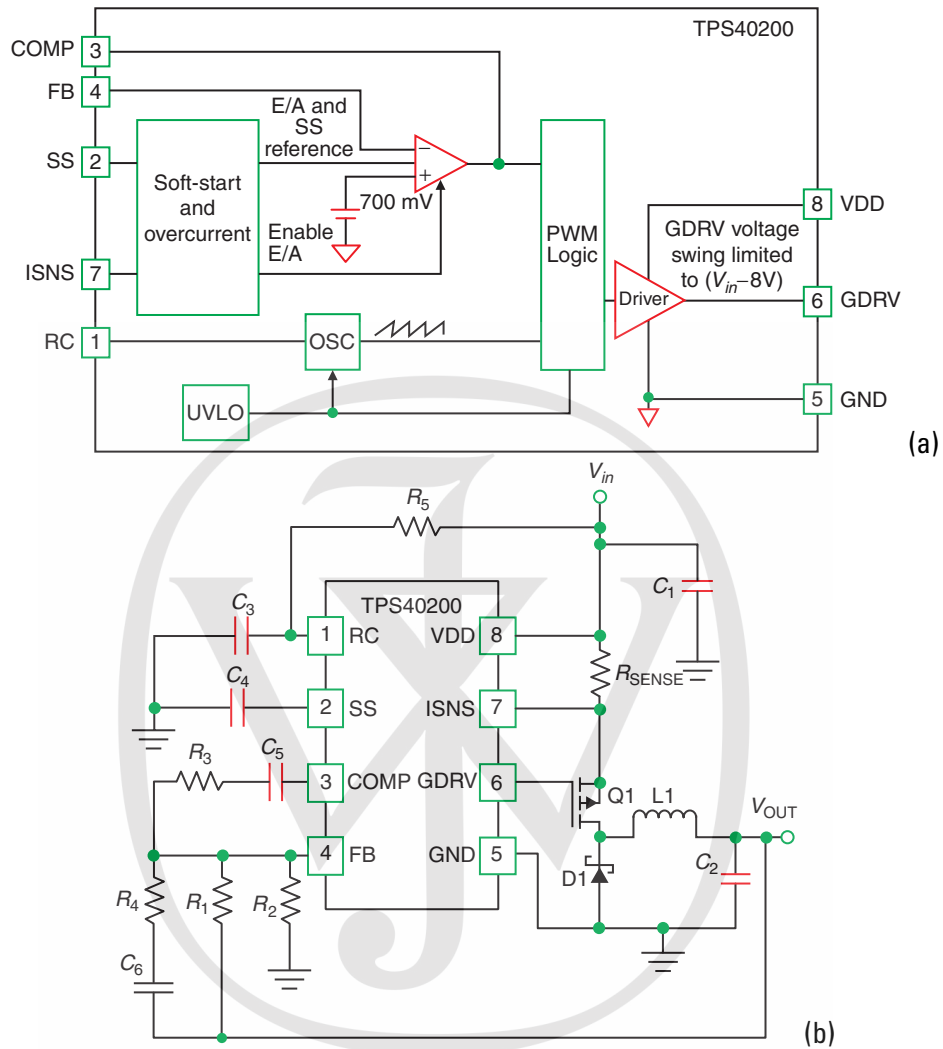 TPS40200
COMP 3
FB 4
E/A and
SS
reference
SS 2
Soft-start
and
overcurrent
−
+
700 mV
Enable
E/A
ISNS 7
PWM
Logic
8 VDD
GDRV voltage
swing limited
to (Vin−8V)
Driver
6 GDRV
RC 1
OSC
UVLO
5 GND
(a)
Vin
R5
C1
C3
TPS40200
1 RC
VDD 8
RSENSE
C4
2 SS
ISNS 7
R3
C5
3 COMP
GDRV 6
Q1
L1
VOUT
4 FB
GND 5
D1
C2
R4
R1
R2
C6
(b)